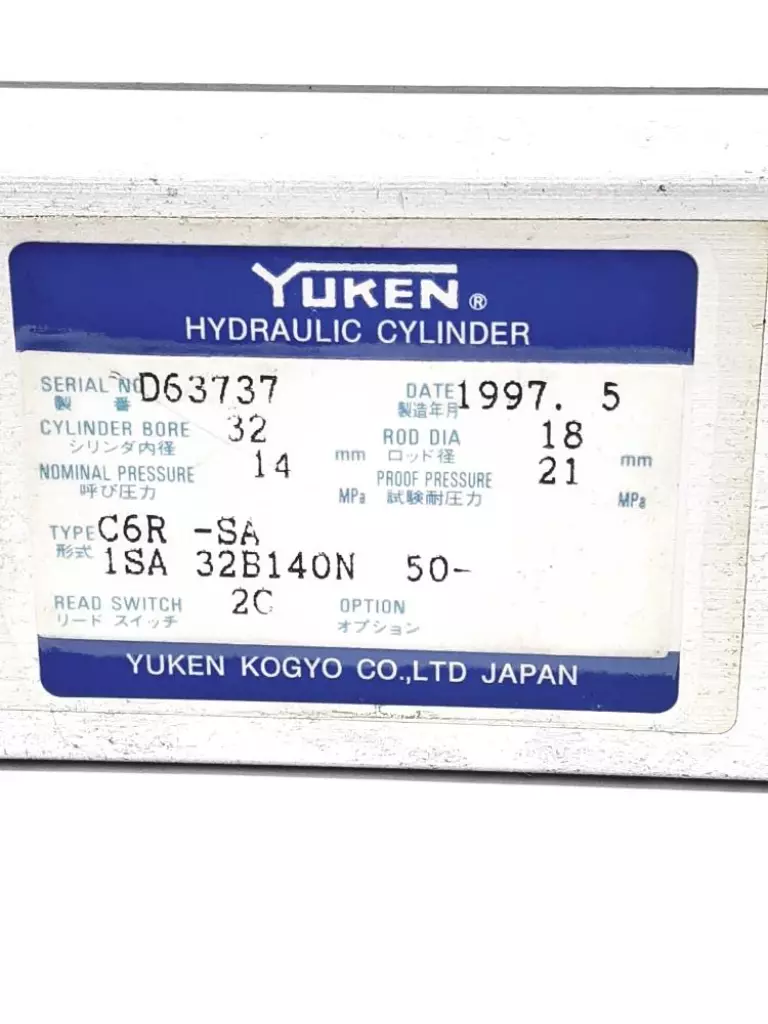 YUKEN®
HYDRAULIC CYLINDER
SERIAL NO D63737 DATE 1997. 5
製 番 製造年月
CYLINDER BORE 32 mm ROD DIA 18 mm
シリンダ内径 ロッド径
NOMINAL PRESSURE 14 MPa PROOF PRESSURE 21 MPa
呼び圧力 試験耐圧力
TYPE C6R -SA
形式 1SA 32B140N 50-
READ SWITCH 2C OPTION
リード スイッチ オプション
YUKEN KOGYO CO.,LTD JAPAN